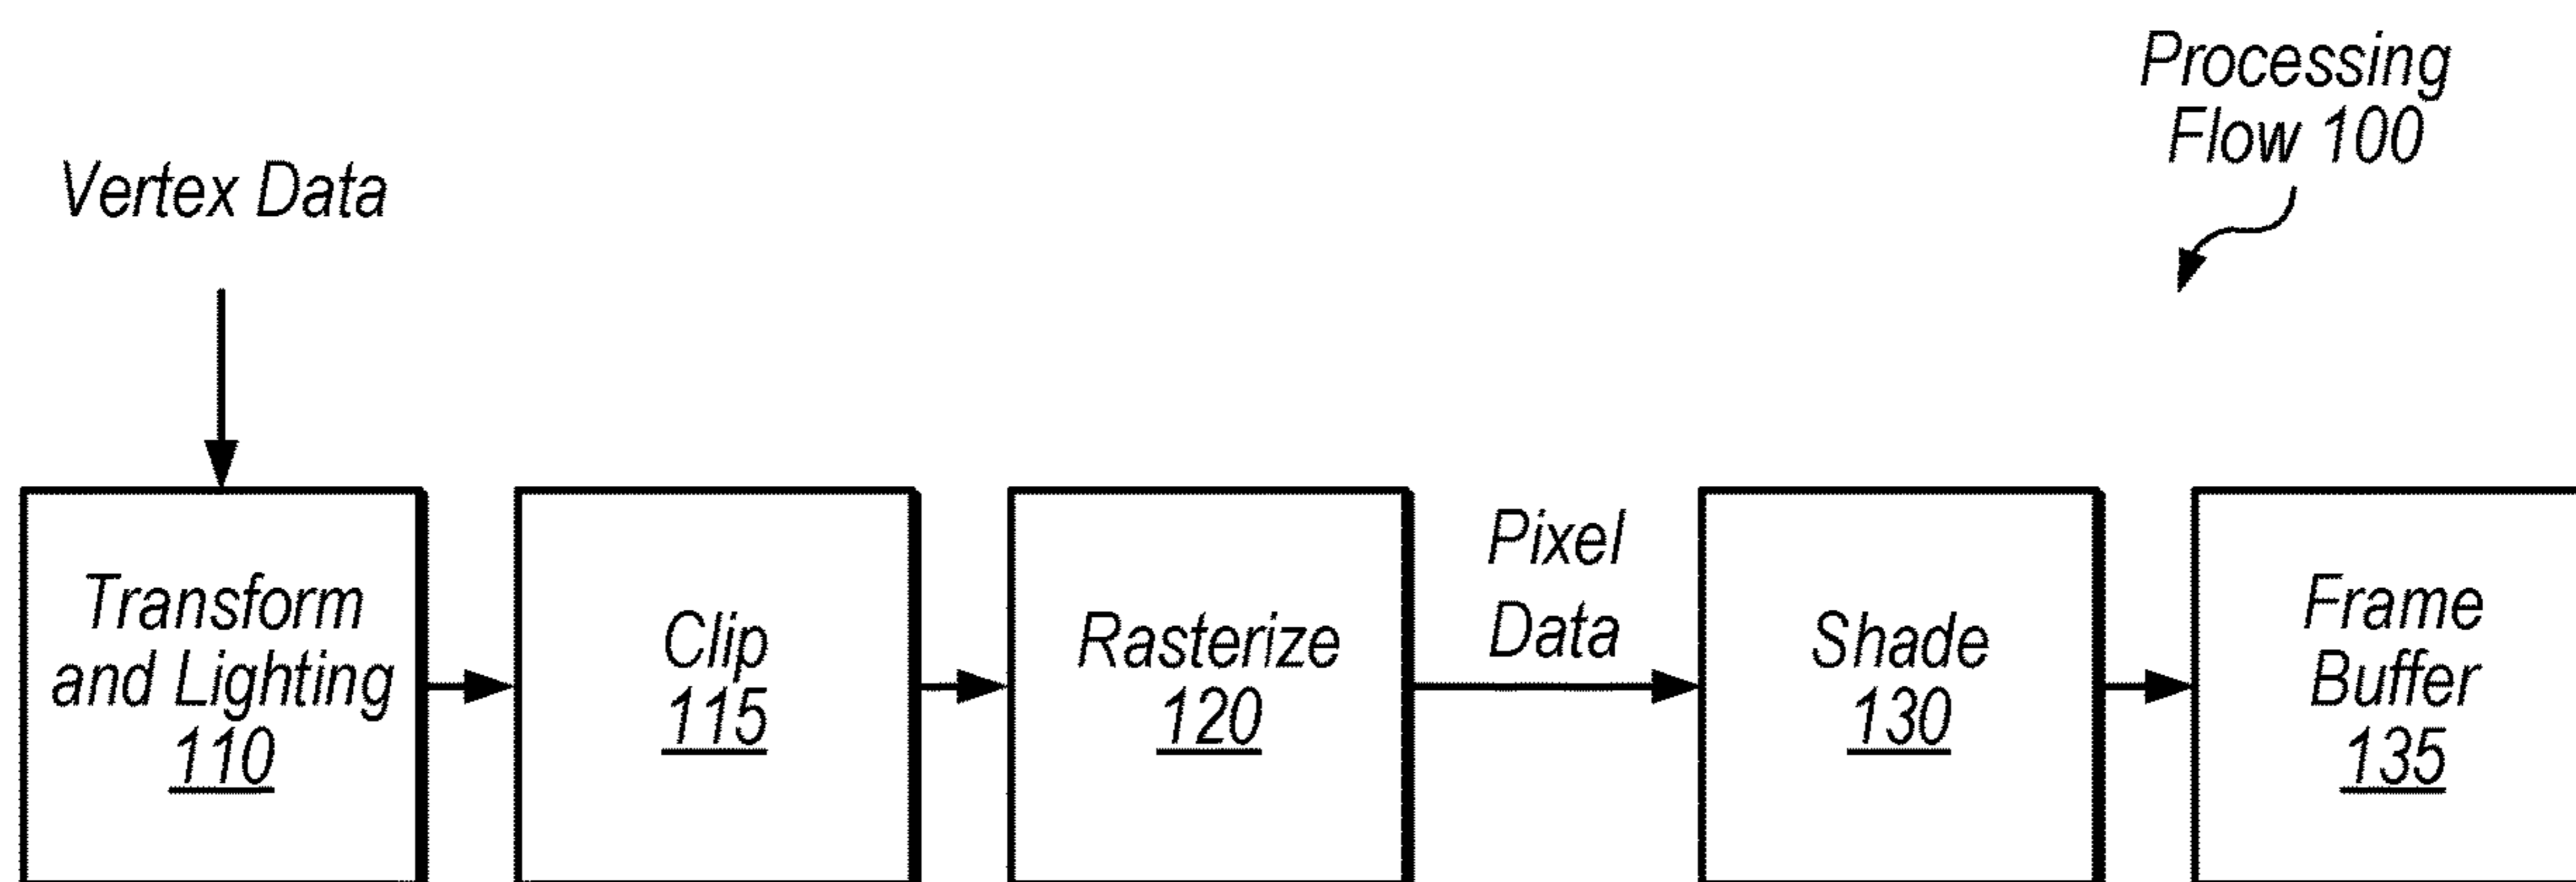 Processing
Flow 100
Vertex Data
Transform
and Lighting
110
Clip
115
Rasterize
120
Pixel
Data
Shade
130
Frame
Buffer
135